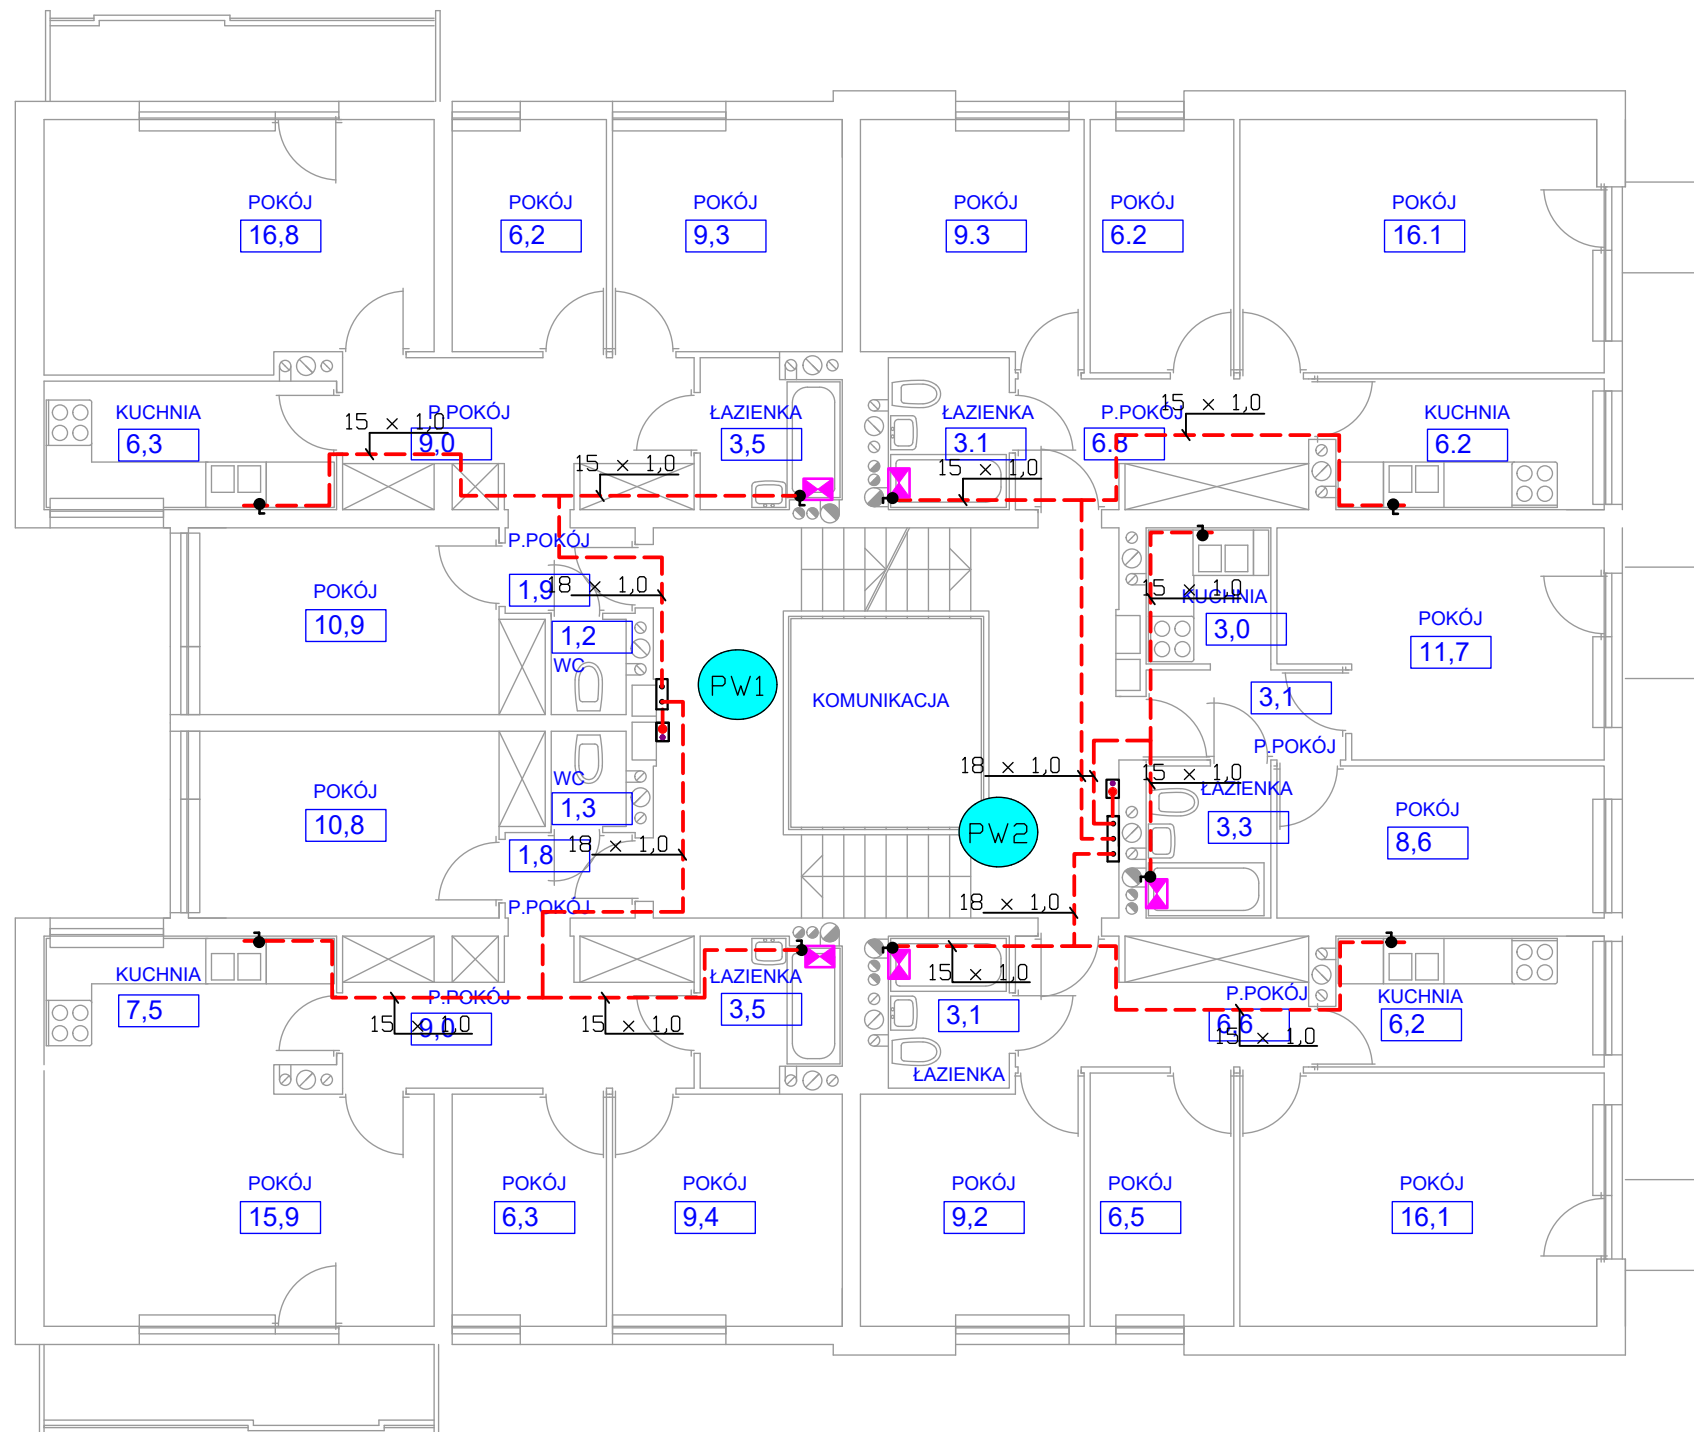 POKÓJ
16,8
POKÓJ
6,2
POKÓJ
9,3
POKÓJ
9.3
POKÓJ
6.2
POKÓJ
16.1
KUCHNIA
6,3
15 × 1,0
P.POKÓJ
9,0
ŁAZIENKA
3,5
15 × 1,0
ŁAZIENKA
3.1
15 × 1,0
P.POKÓJ
6.8
15 × 1,0
KUCHNIA
6.2
P.POKÓJ
1,9
18 × 1,0
POKÓJ
10,9
1,2
WC
PW1
KOMUNIKACJA
15 × 1,0
KUCHNIA
3,0
POKÓJ
11,7
3,1
P.POKÓJ
POKÓJ
10,8
WC
1,3
1,8
18 × 1,0
P.POKÓJ
18 × 1,0
PW2
15 × 1,0
ŁAZIENKA
3,3
POKÓJ
8,6
18 × 1,0
KUCHNIA
7,5
P.POKÓJ
9,0
15 × 1,0
15 × 1,0
ŁAZIENKA
3,5
15 × 1,0
3,1
ŁAZIENKA
P.POKÓJ
6,6
15 × 1,0
KUCHNIA
6,2
POKÓJ
15,9
POKÓJ
6,3
POKÓJ
9,4
POKÓJ
9,2
POKÓJ
6,5
POKÓJ
16,1